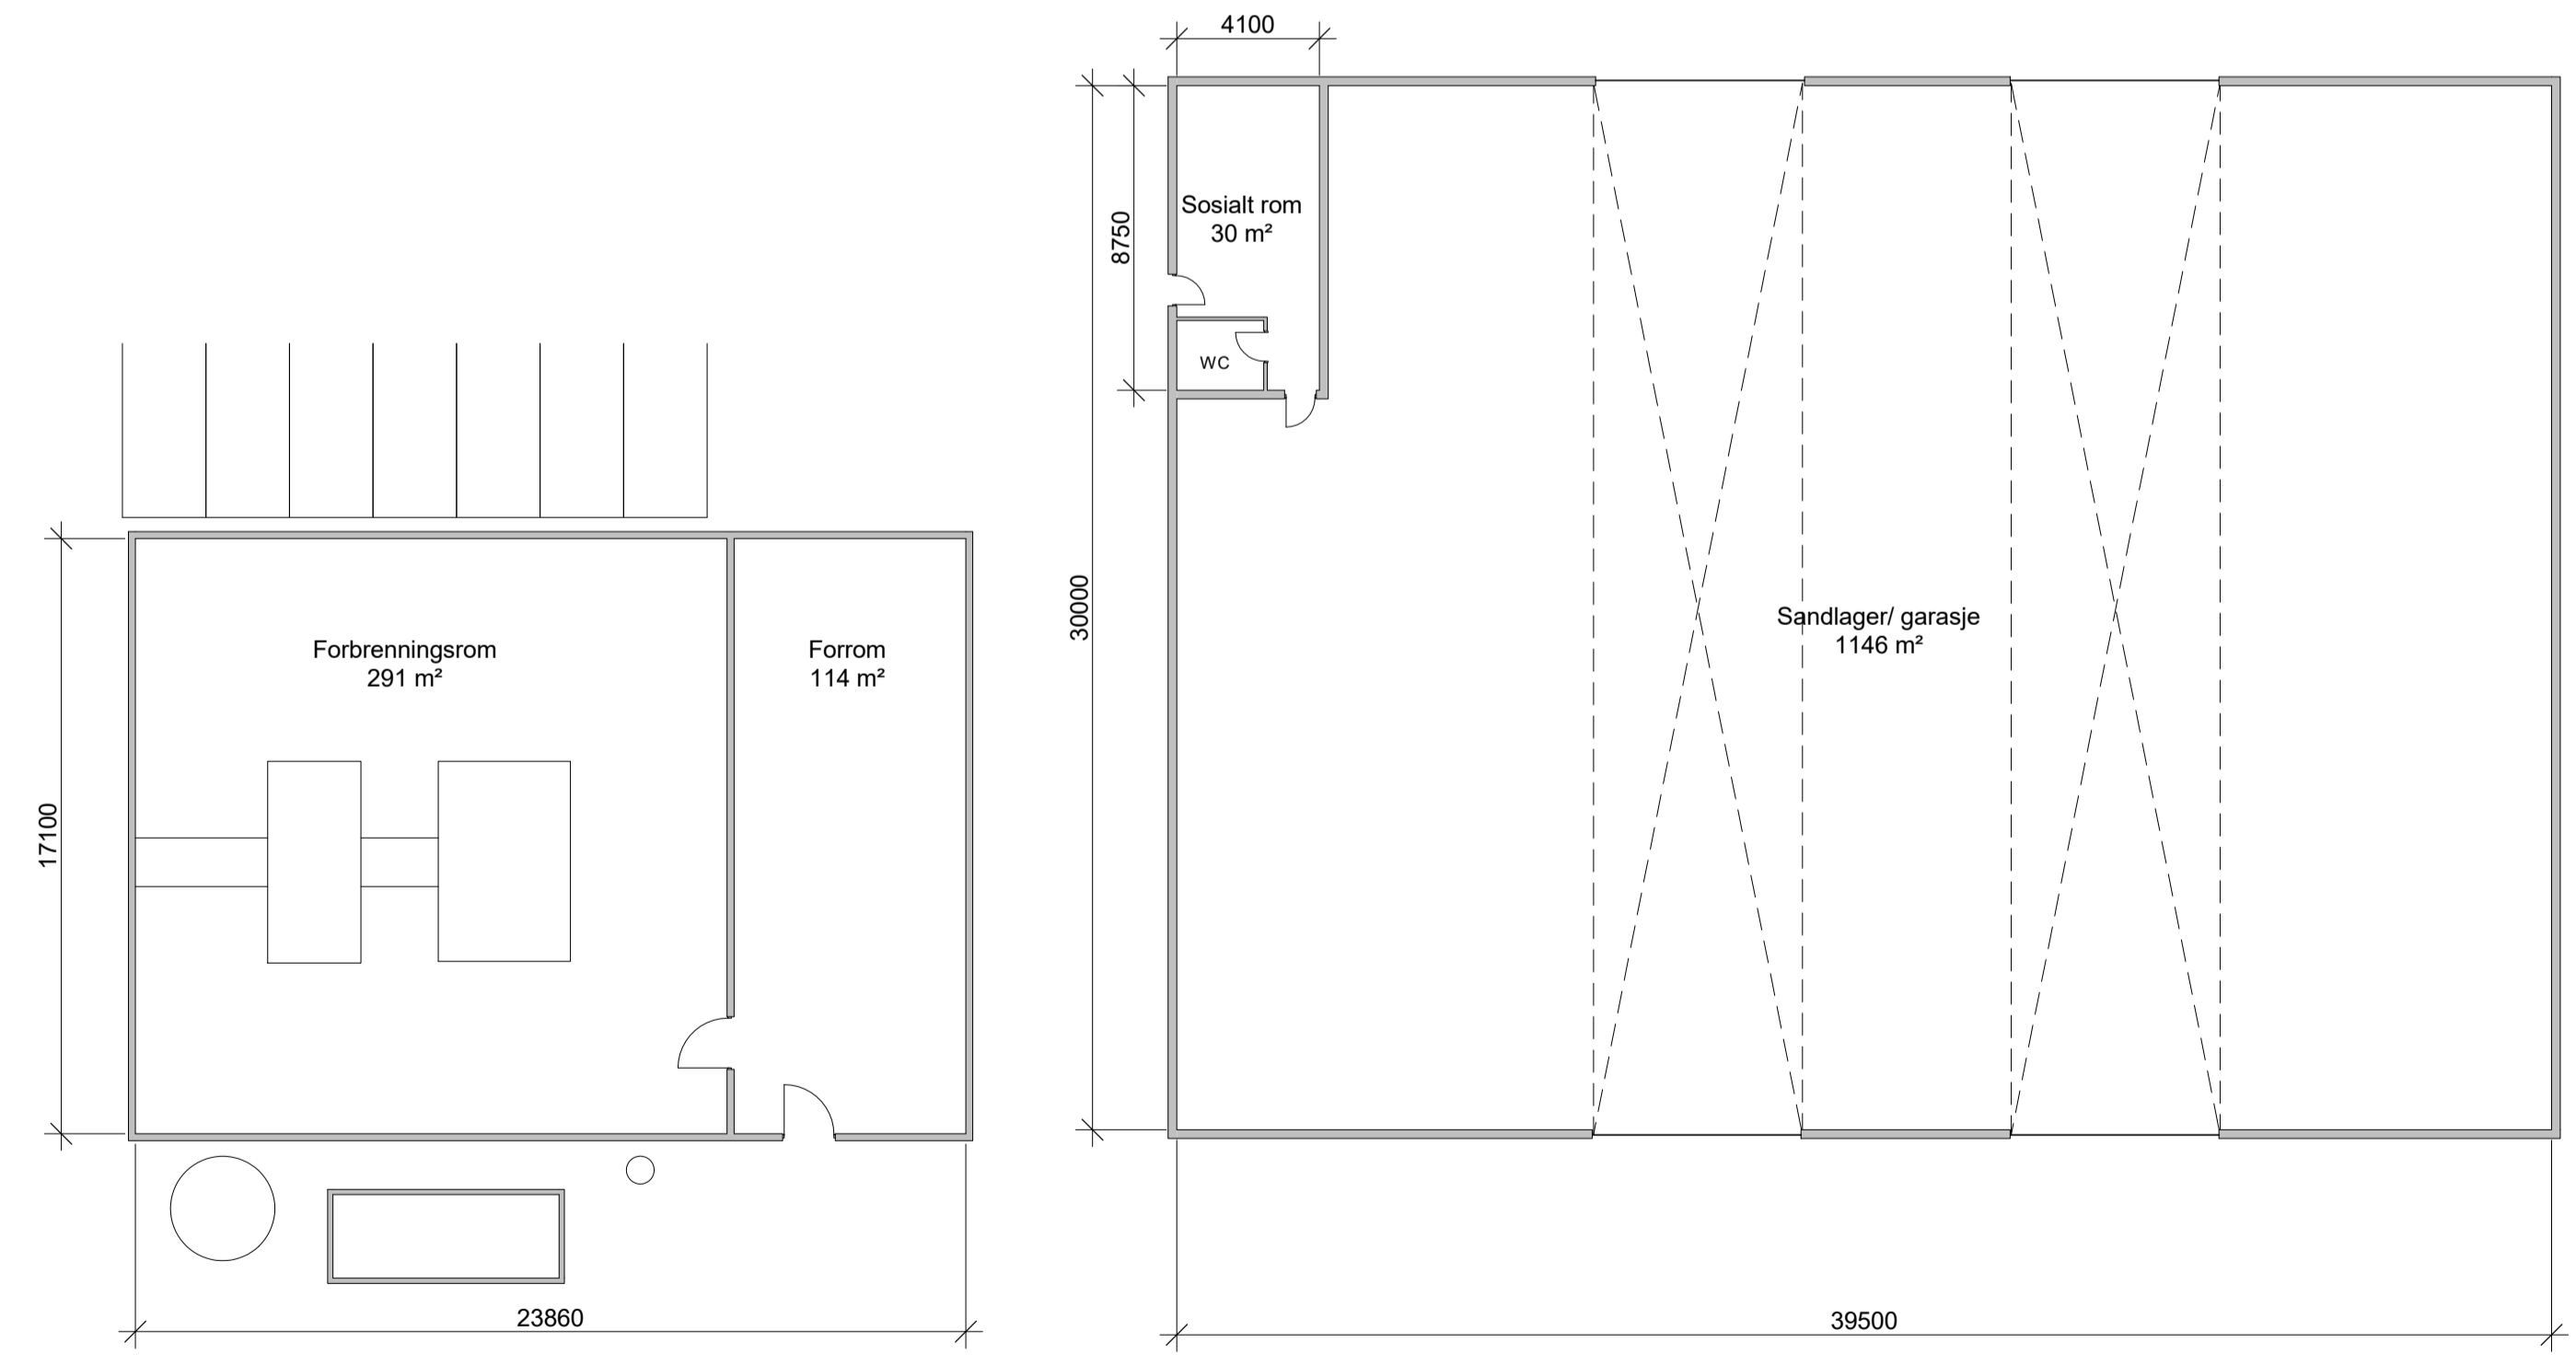 4100
8750
30000
Sosialt rom
30 m²
WC
Sandlager/ garasje
1146 m²
39500
17100
Forbrenningsrom
291 m²
Forrom
114 m²
23860